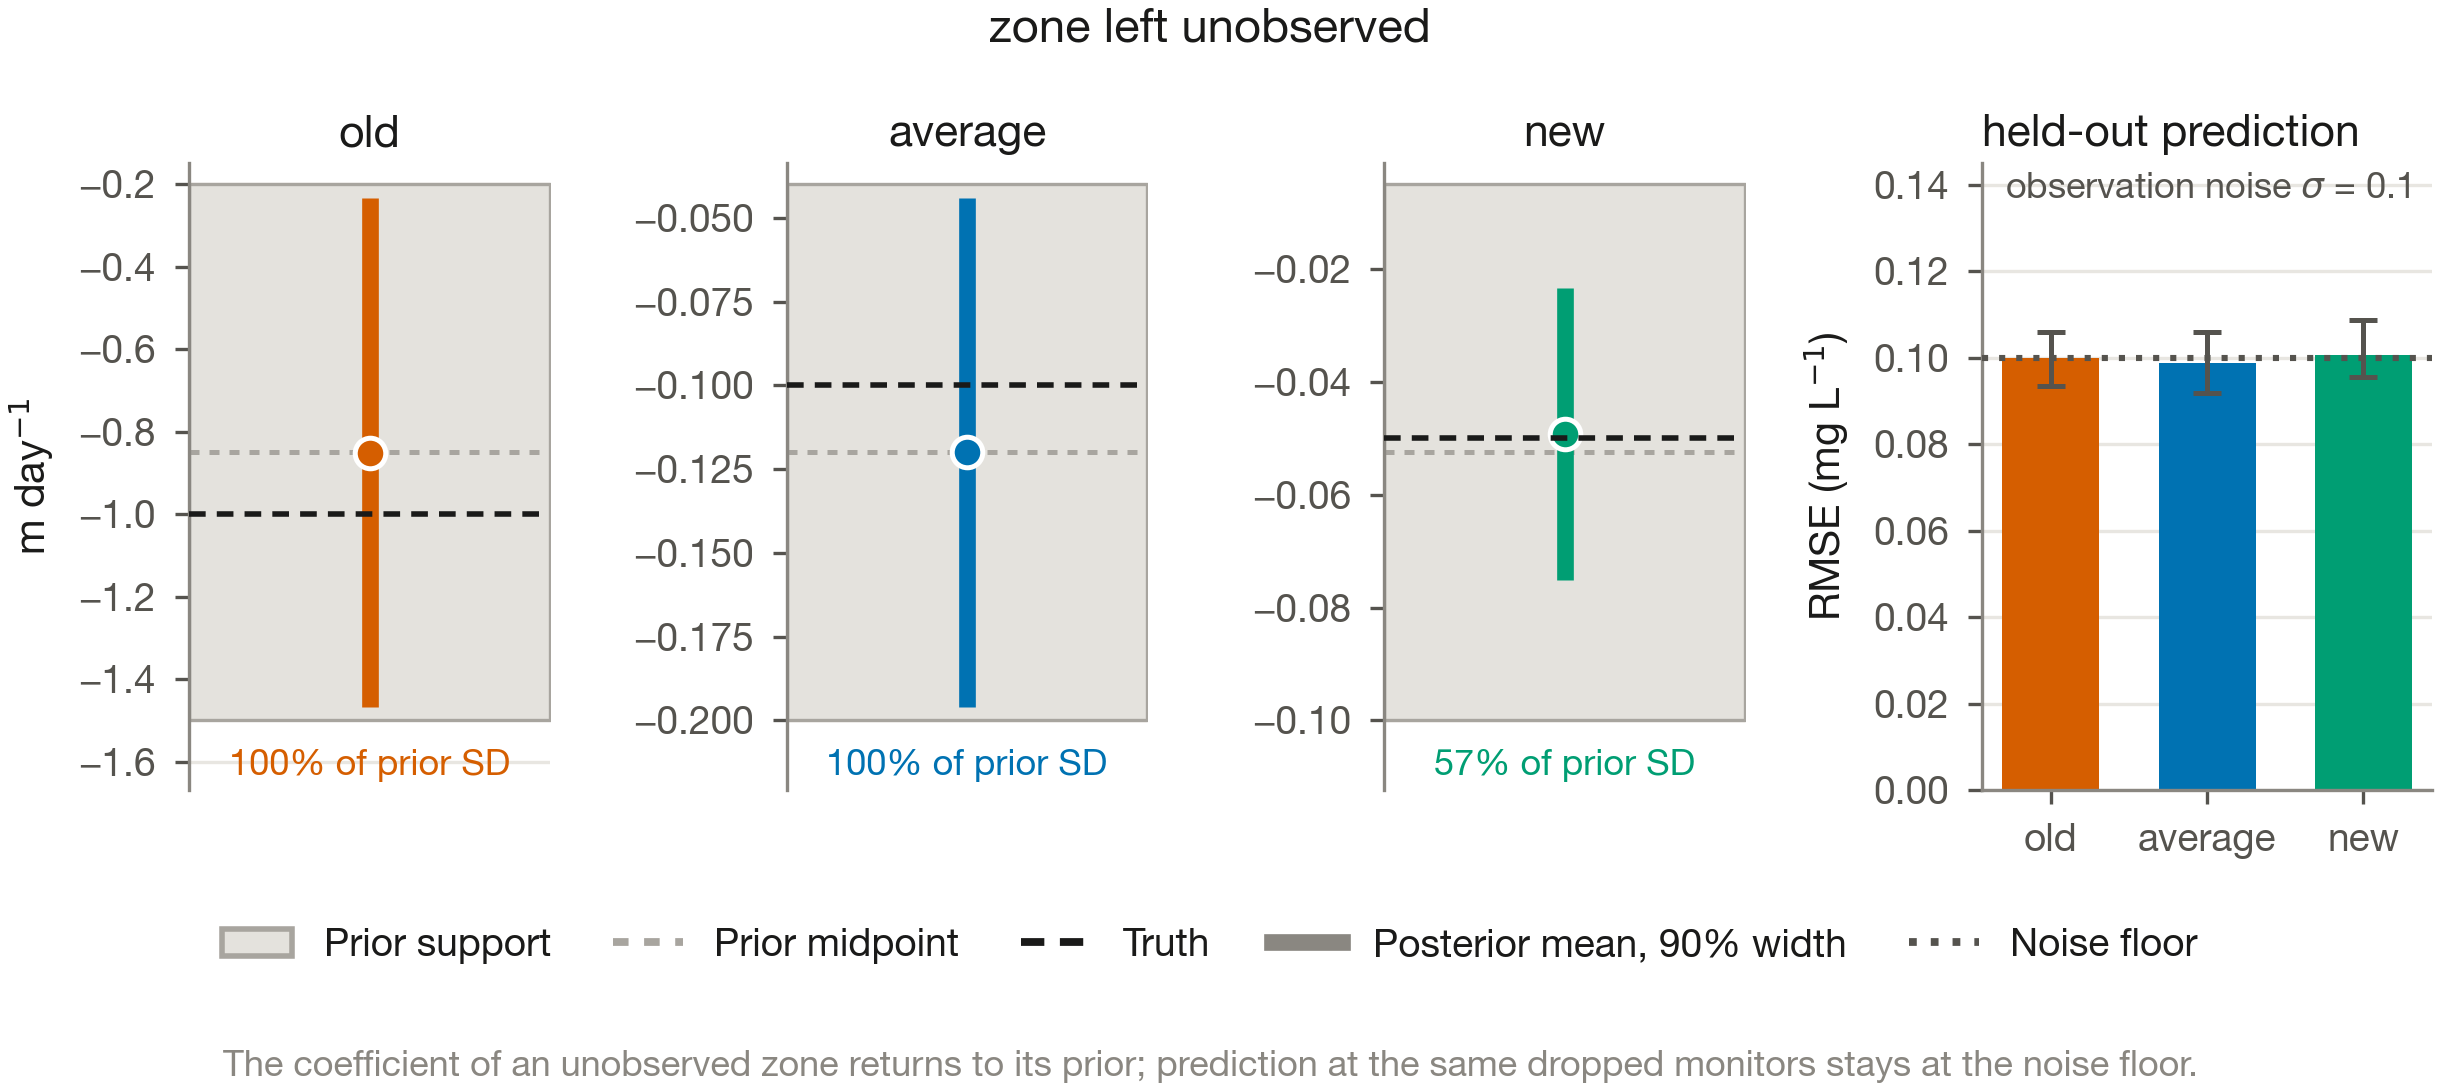 zone left unobserved
old
−0.2
−0.4
−0.6
−0.8
−1.0
−1.2
−1.4
−1.6
m day⁻¹
100% of prior SD
average
−0.050
−0.075
−0.100
−0.125
−0.150
−0.175
−0.200
100% of prior SD
new
−0.02
−0.04
−0.06
−0.08
−0.10
57% of prior SD
held-out prediction
observation noise σ = 0.1
0.14
0.12
0.10
0.08
0.06
0.04
0.02
0.00
RMSE (mg L⁻¹)
old average new
Prior support Prior midpoint Truth Posterior mean, 90% width Noise floor
The coefficient of an unobserved zone returns to its prior; prediction at the same dropped monitors stays at the noise floor.